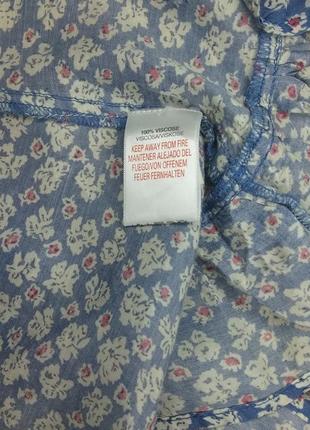 100% VISCOSE
VISCOSA/VISKOSE
KEEP AWAY FROM FIRE
MANTENER ALEJADO DEL
FUEGO/VON OFFENEM
FEUER FERNHALTEN